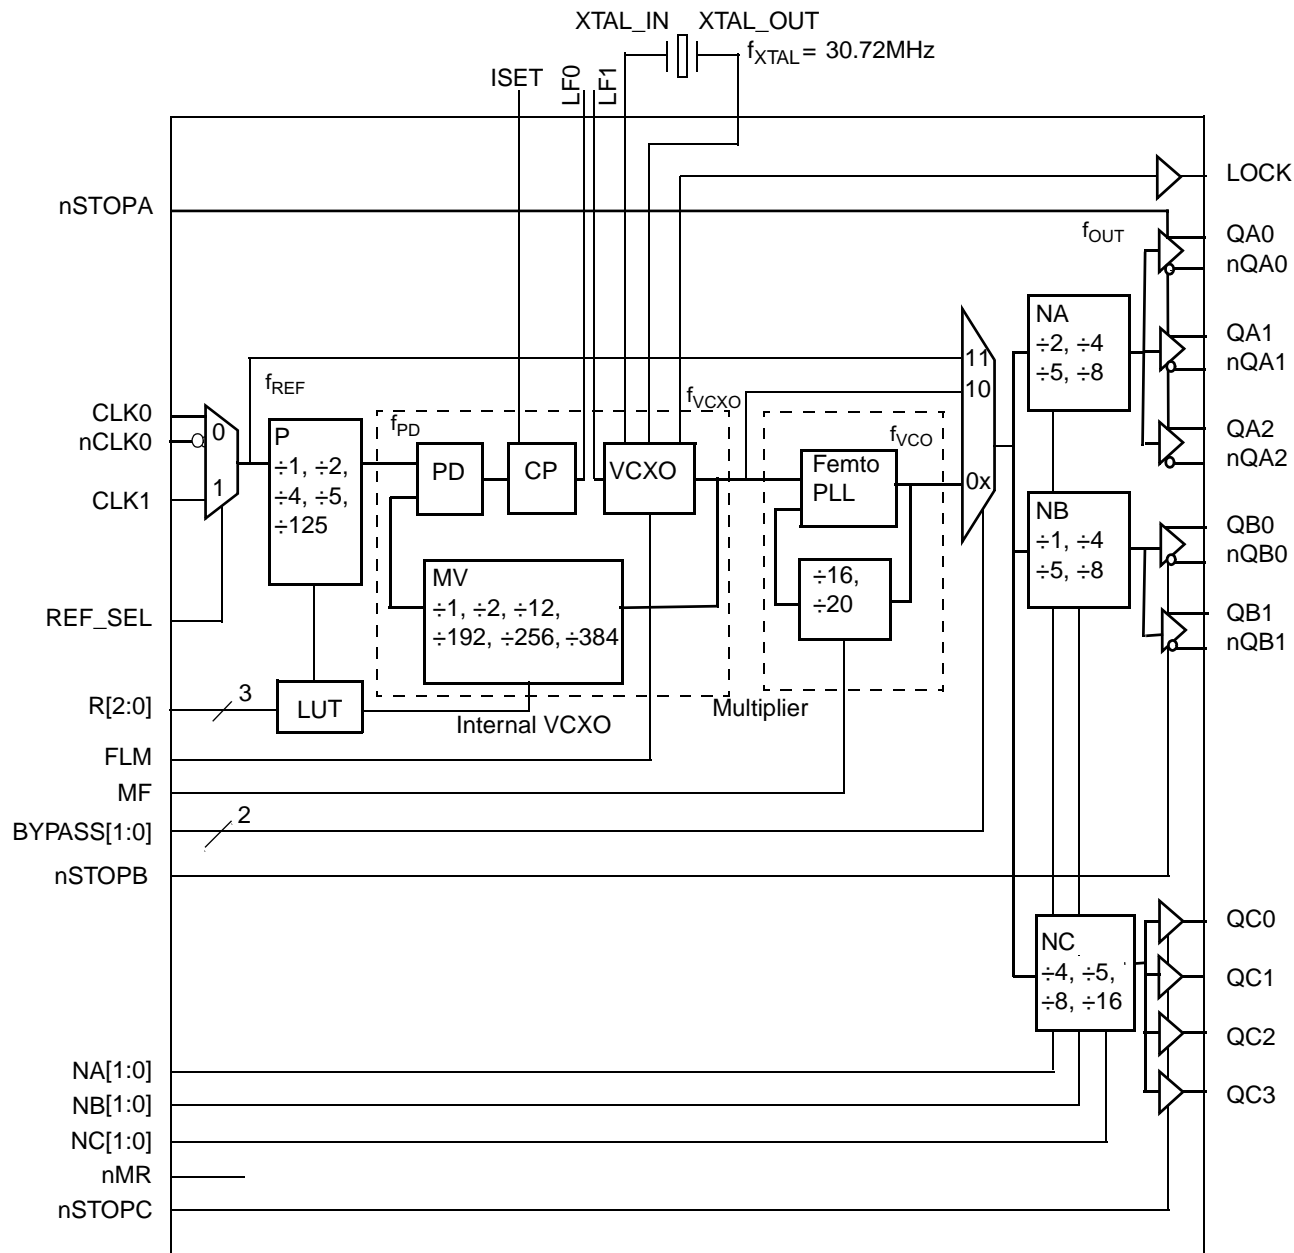 XTAL_IN XTAL_OUT
fXTAL = 30.72MHz
ISET
LF0
LF1
LOCK
nSTOPA
fOUT
QA0
nQA0
NA
÷2, ÷4
÷5, ÷8
QA1
nQA1
11
10
0x
fREF
fVCXO
CLK0
nCLK0
CLK1
0
1
P
÷1, ÷2,
÷4, ÷5,
÷125
fPD
PD
CP
VCXO
fVCO
Femto
PLL
QA2
nQA2
NB
÷1, ÷4
÷5, ÷8
QB0
nQB0
MV
÷1, ÷2, ÷12,
÷192, ÷256, ÷384
÷16,
÷20
REF_SEL
QB1
nQB1
R[2:0]
3
LUT
Internal VCXO
Multiplier
FLM
MF
BYPASS[1:0]
2
nSTOPB
NC
÷4, ÷5,
÷8, ÷16
QC0
QC1
QC2
QC3
NA[1:0]
NB[1:0]
NC[1:0]
nMR
nSTOPC